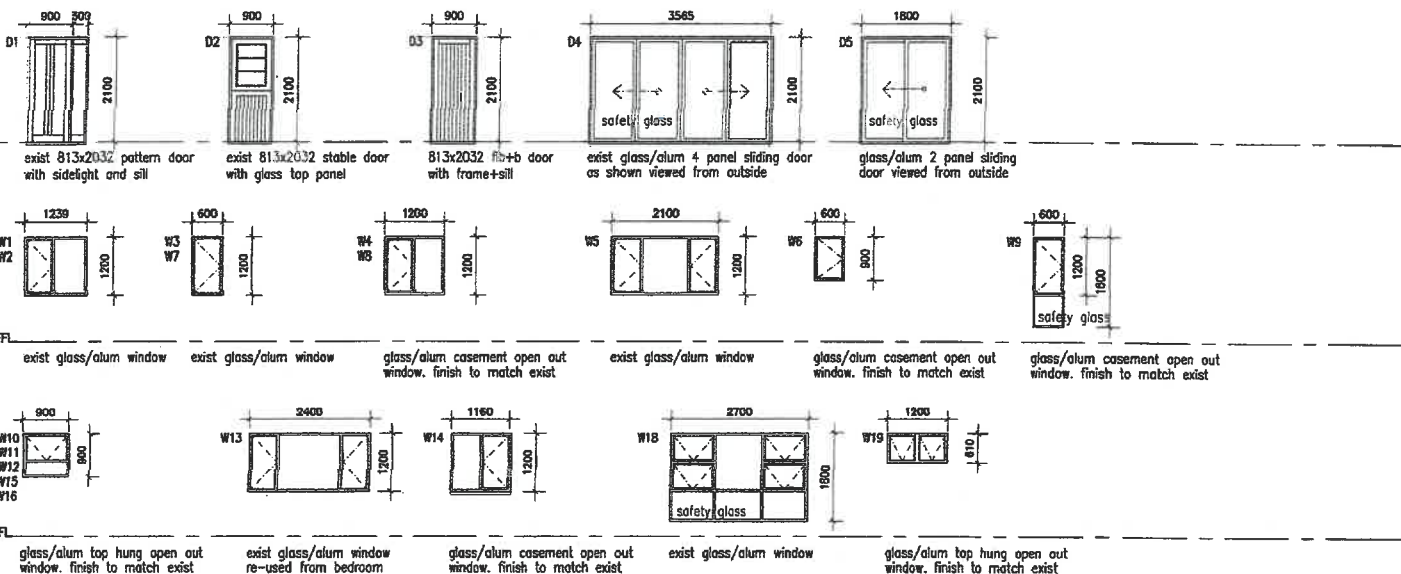 900 300
D1
2100
exist 813x2032 pattern door
with sidelight and sill
900
D2
2100
exist 813x2032 stable door
with glass top panel
900
D3
2100
813x2032 fib+b door
with frame+sill
3565
D4
2100
safety glass
exist glass/alum 4 panel sliding door
as shown viewed from outside
1800
D5
2100
safety glass
glass/alum 2 panel sliding
door viewed from outside
1239
W1
W2
1200
exist glass/alum window
600
W3
W7
1200
exist glass/alum window
1200
W4
W8
1200
glass/alum casement open out
window. finish to match exist
2100
W5
1200
exist glass/alum window
600
W6
900
glass/alum casement open out
window. finish to match exist
600
W9
1200
1800
safety glass
glass/alum casement open out
window. finish to match exist
FL
900
W10
W11
W12
W15
W16
900
glass/alum top hung open out
window. finish to match exist
2400
W13
1200
exist glass/alum window
re-used from bedroom
1160
W14
1200
glass/alum casement open out
window. finish to match exist
2700
W18
1800
safety glass
exist glass/alum window
1200
W19
610
glass/alum top hung open out
window. finish to match exist
FL